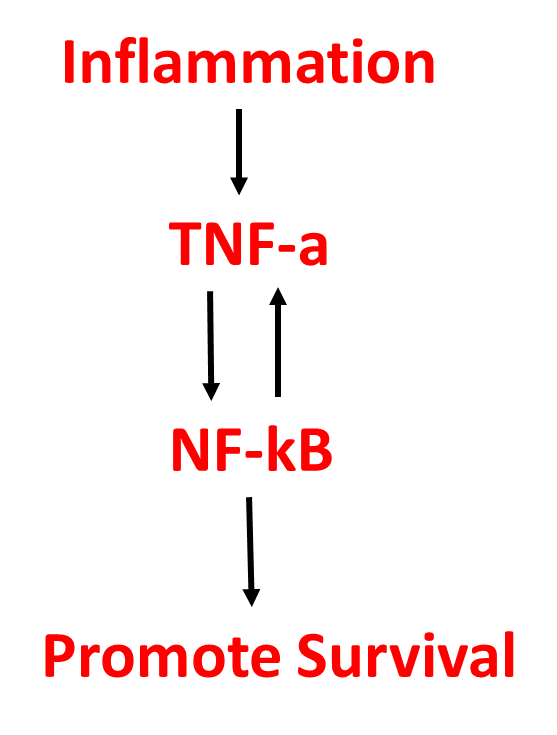 Inflammation
TNF-a
NF-kB
Promote Survival